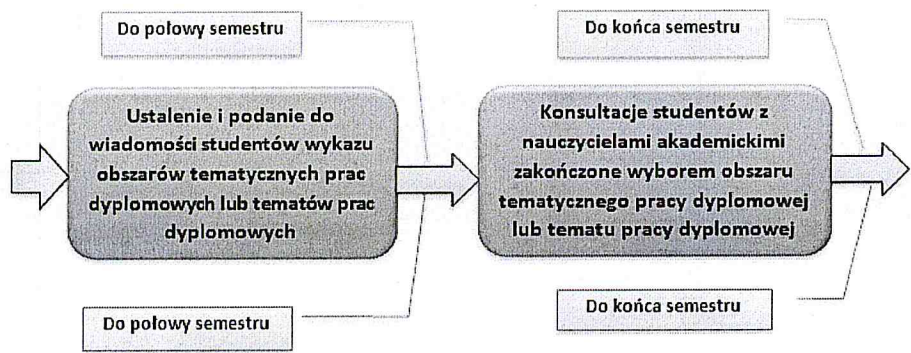 Do połowy semestru
Do końca semestru
Ustalenie i podanie do
wiadomości studentów wykazu
obszarów tematycznych prac
dyplomowych lub tematów prac
dyplomowych
Konsultacje studentów z
nauczycielami akademickimi
zakończone wyborem obszaru
tematycznego pracy dyplomowej
lub tematu pracy dyplomowej
Do połowy semestru
Do końca semestru